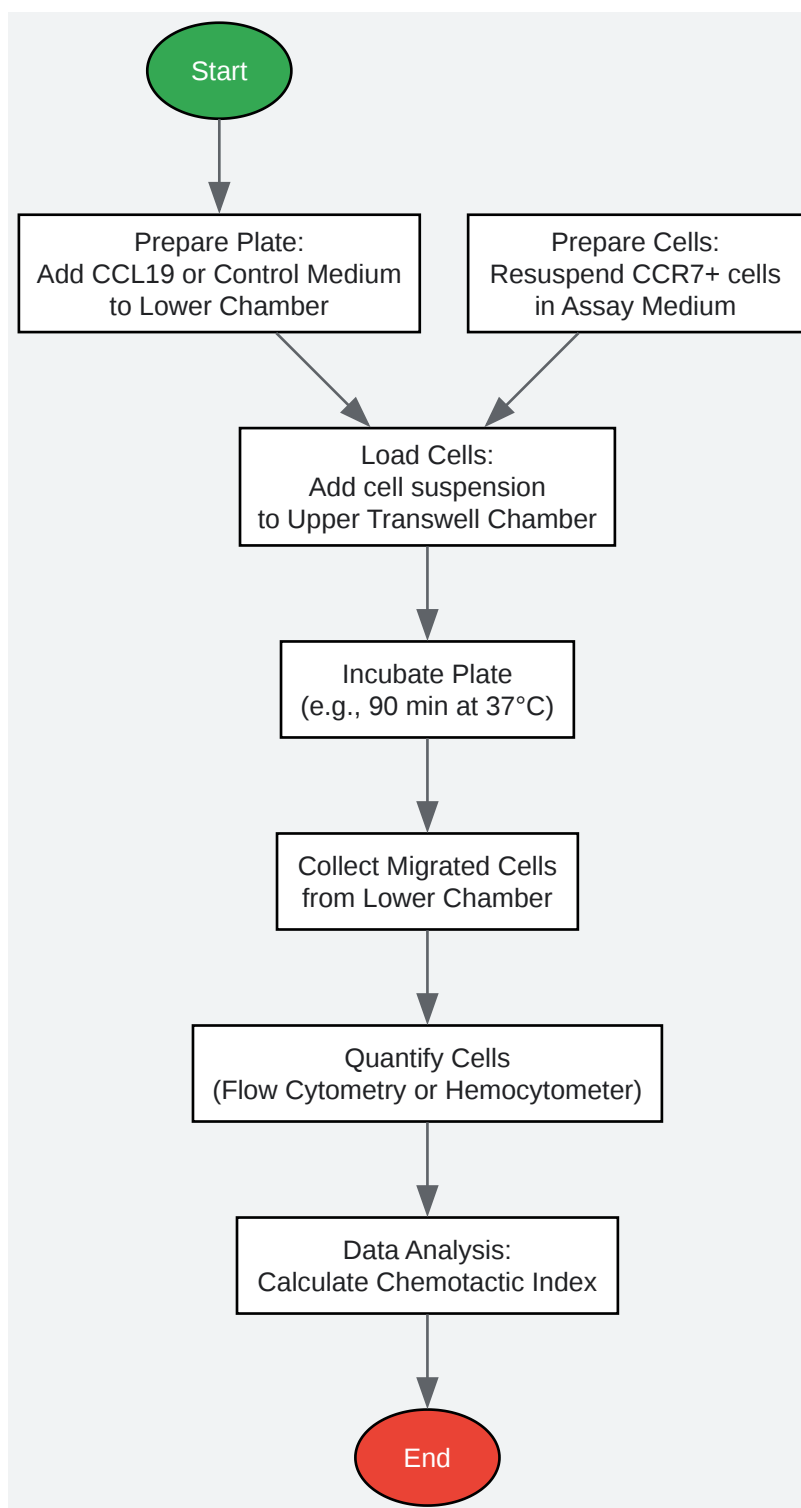 Start
Prepare Plate:
Add CCL19 or Control Medium
to Lower Chamber
Prepare Cells:
Resuspend CCR7+ cells
in Assay Medium
Load Cells:
Add cell suspension
to Upper Transwell Chamber
Incubate Plate
(e.g., 90 min at 37°C)
Collect Migrated Cells
from Lower Chamber
Quantify Cells
(Flow Cytometry or Hemocytometer)
Data Analysis:
Calculate Chemotactic Index
End